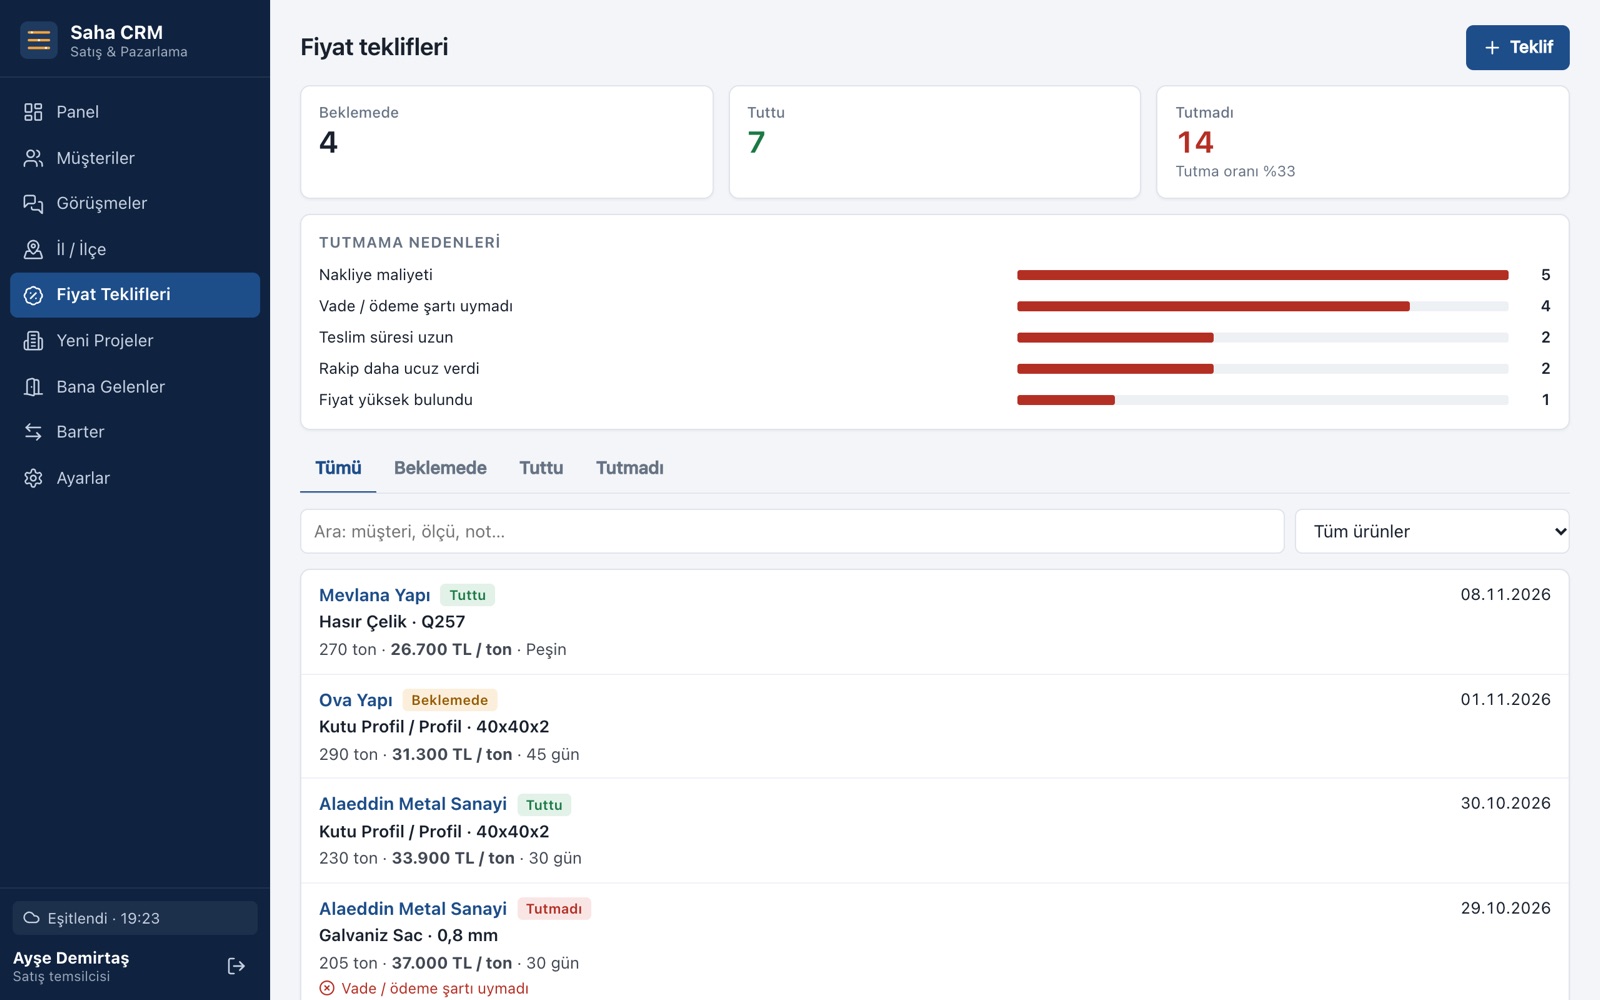 Saha CRM
Satış & Pazarlama
Panel
Müşteriler
Görüşmeler
İl / İlçe
Fiyat Teklifleri
Yeni Projeler
Bana Gelenler
Barter
Ayarlar
Eşitlendi · 19:23
Ayşe Demirtaş
Satış temsilcisi
Fiyat teklifleri
+ Teklif
Beklemede
4
Tuttu
7
Tutmadı
14
Tutma oranı %33
TUTMAMA NEDENLERİ
Nakliye maliyeti 5
Vade / ödeme şartı uymadı 4
Teslim süresi uzun 2
Rakip daha ucuz verdi 2
Fiyat yüksek bulundu 1
Tümü Beklemede Tuttu Tutmadı
Ara: müşteri, ölçü, not... Tüm ürünler
Mevlana Yapı Tuttu 08.11.2026
Hasır Çelik · Q257
270 ton · 26.700 TL / ton · Peşin
Ova Yapı Beklemede 01.11.2026
Kutu Profil / Profil · 40x40x2
290 ton · 31.300 TL / ton · 45 gün
Alaeddin Metal Sanayi Tuttu 30.10.2026
Kutu Profil / Profil · 40x40x2
230 ton · 33.900 TL / ton · 30 gün
Alaeddin Metal Sanayi Tutmadı 29.10.2026
Galvaniz Sac · 0,8 mm
205 ton · 37.000 TL / ton · 30 gün
Vade / ödeme şartı uymadı